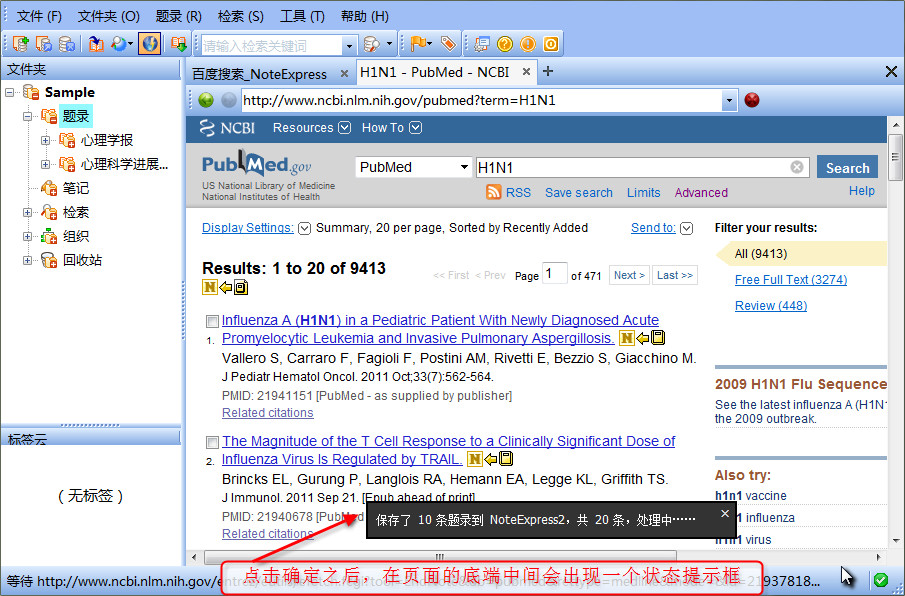 文件 (F) 文件夹 (O) 题录 (R) 检索 (S) 工具 (T) 帮助 (H)
请输入检索关键词
文件夹
百度搜索_NoteExpress
H1N1 - PubMed - NCBI
Sample
题录
心理学报
心理科学进展...
笔记
检索
组织
回收站
标签云
( 无标签 )
http://www.ncbi.nlm.nih.gov/pubmed?term=H1N1
NCBI Resources How To
PubMed.gov
US National Library of Medicine
National Institutes of Health
PubMed H1N1 Search
RSS Save search Limits Advanced Help
Display Settings: Summary, 20 per page, Sorted by Recently Added Send to:
Results: 1 to 20 of 9413
<< First < Prev Page 1 of 471 Next > Last >>
1. Influenza A (H1N1) in a Pediatric Patient With Newly Diagnosed Acute
Promyelocytic Leukemia and Invasive Pulmonary Aspergillosis.
Vallero S, Carraro F, Fagioli F, Postini AM, Rivetti E, Bezzio S, Giacchino M.
J Pediatr Hematol Oncol. 2011 Oct;33(7):562-564.
PMID: 21941151 [PubMed - as supplied by publisher]
Related citations
2. The Magnitude of the T Cell Response to a Clinically Significant Dose of
Influenza Virus Is Regulated by TRAIL.
Brincks EL, Gurung P, Langlois RA, Hemann EA, Legge KL, Griffith TS.
J Immunol. 2011 Sep 21. [Epub ahead of print]
PMID: 21940678 [PubMed
Related citations
Filter your results:
All (9413)
Free Full Text (3274)
Review (448)
2009 H1N1 Flu Sequence
See the latest influenza A (H1N1
the 2009 outbreak.
Also try:
h1n1 vaccine
h1n1 influenza
h1n1 virus
保存了 10 条题录到 NoteExpress2，共 20 条，处理中……
点击确定之后，在页面的底端中间会出现一个状态提示框
等待 http://www.ncbi.nlm.nih.gov/entre
21937818...